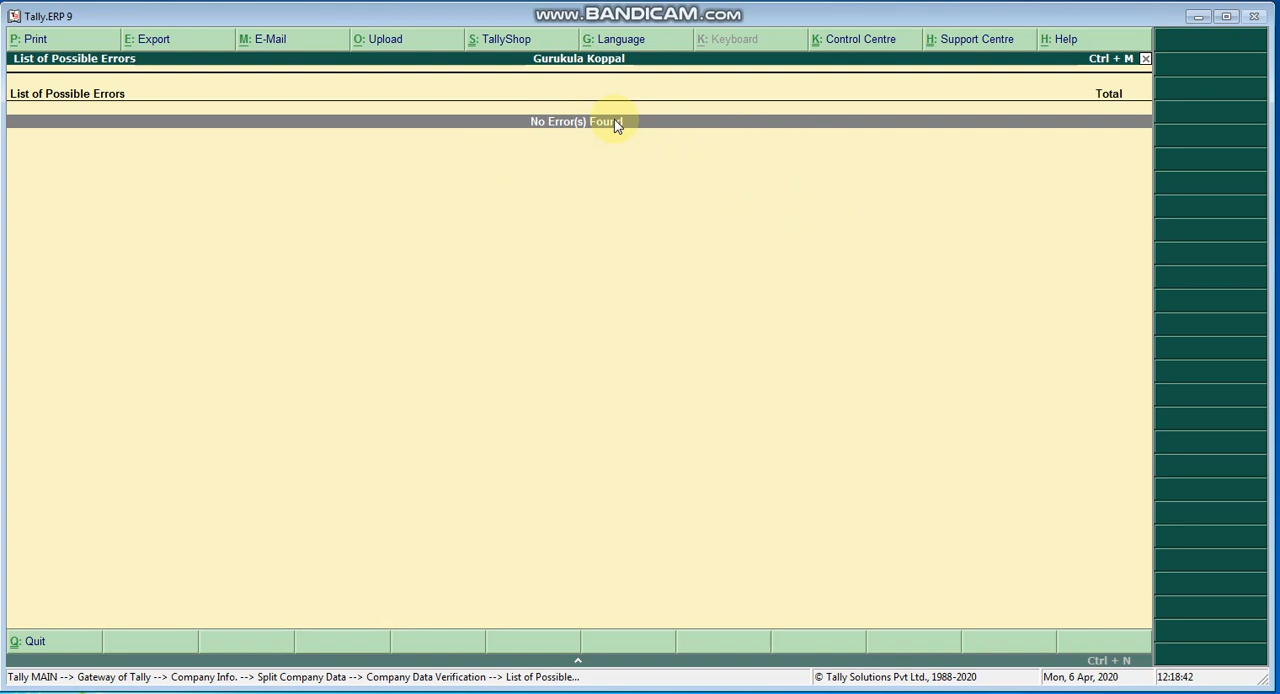 Tally.ERP 9
www.BANDICAM.com
P: Print
E: Export
M: E-Mail
O: Upload
S: TallyShop
G: Language
K: Keyboard
K: Control Centre
H: Support Centre
H: Help
List of Possible Errors
Gurukula Koppal
Ctrl + M
List of Possible Errors
Total
No Error(s) Found
Q: Quit
Ctrl + N
Tally MAIN --> Gateway of Tally --> Company Info. --> Split Company Data --> Company Data Verification --> List of Possible...
© Tally Solutions Pvt Ltd., 1988-2020
Mon, 6 Apr, 2020
12:18:42